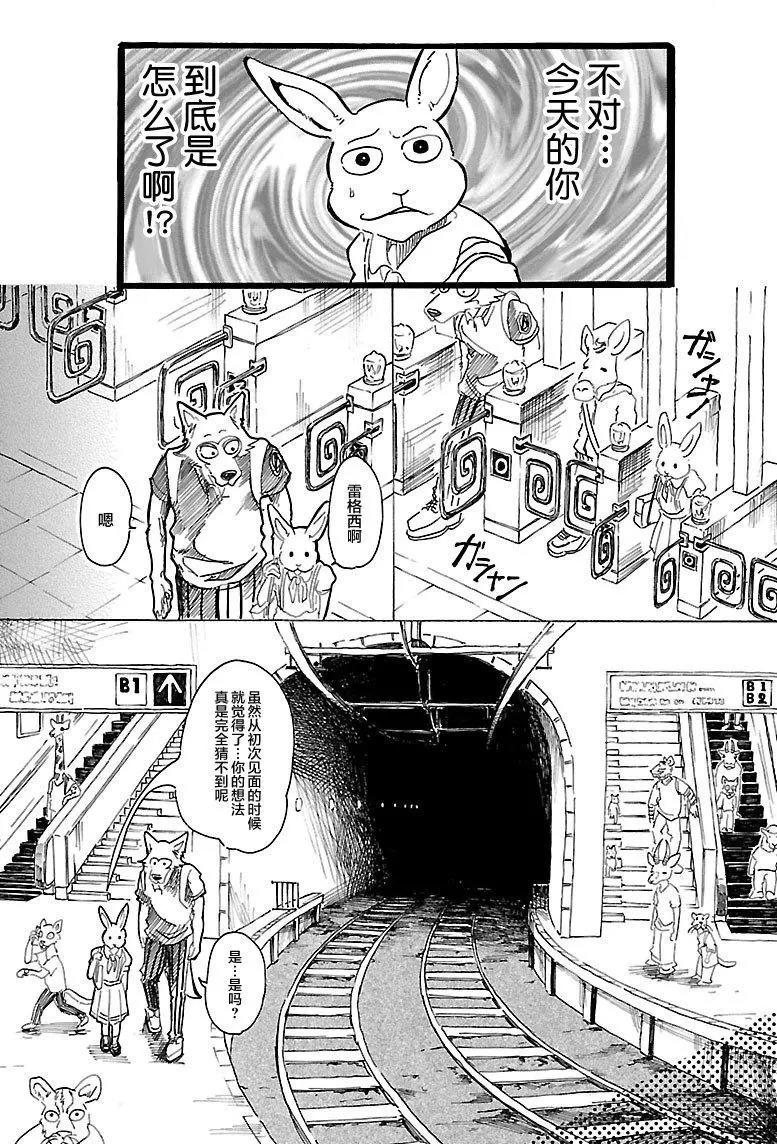 不对…
今天的你
到底是
怎么了啊!?
ガシャン
ガシャン
雷格西啊
嗯
虽然从初次见面的时候
就觉得了…你的想法
真是完全猜不到呢
是…是吗?
B1
B1
B2